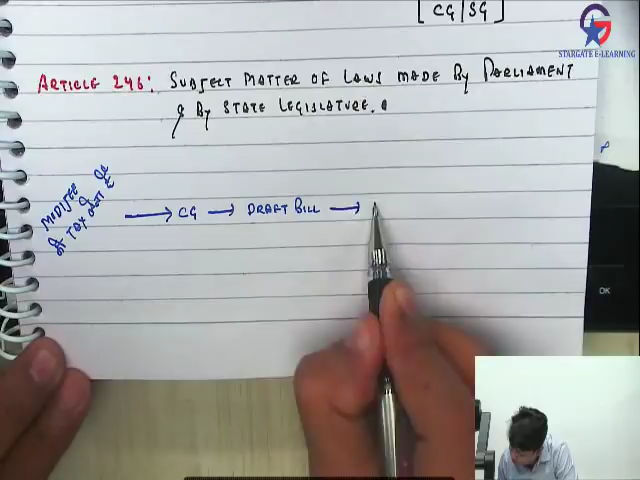 [CG/SG]
STARGATE E-LEARNING
ARTICLE 246: SUBJECT MATTER OF LAWS MADE BY PARLIAMENT
& BY STATE LEGISLATURE.
→ CG → DRAFT BILL →
OK